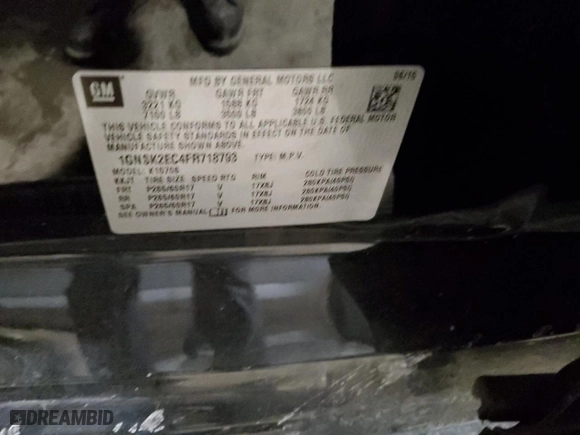 GM
MFD BY GENERAL MOTORS LLC
06/15
GVWR GAWR FRT GAWR RR
3221 KG 1588 KG 1724 KG
7100 LB 3500 LB 3800 LB
THIS VEHICLE CONFORMS TO ALL APPLICABLE U.S. FEDERAL MOTOR
VEHICLE SAFETY STANDARDS IN EFFECT ON THE DATE OF
MANUFACTURE SHOWN ABOVE.
1GNSK2EC4FR718793 TYPE: M.P.V.
MODEL: K15706
KAJT TIRE SIZE SPEED RTG RIM COLD TIRE PRESSURE
FRT P265/65R17 V 17X8J 280KPA(40PSI)
RR P265/65R17 V 17X8J 280KPA(40PSI)
SPA P265/65R17 V 17X8J 280KPA(40PSI)
SEE OWNER'S MANUAL FOR MORE INFORMATION.
DREAMBID